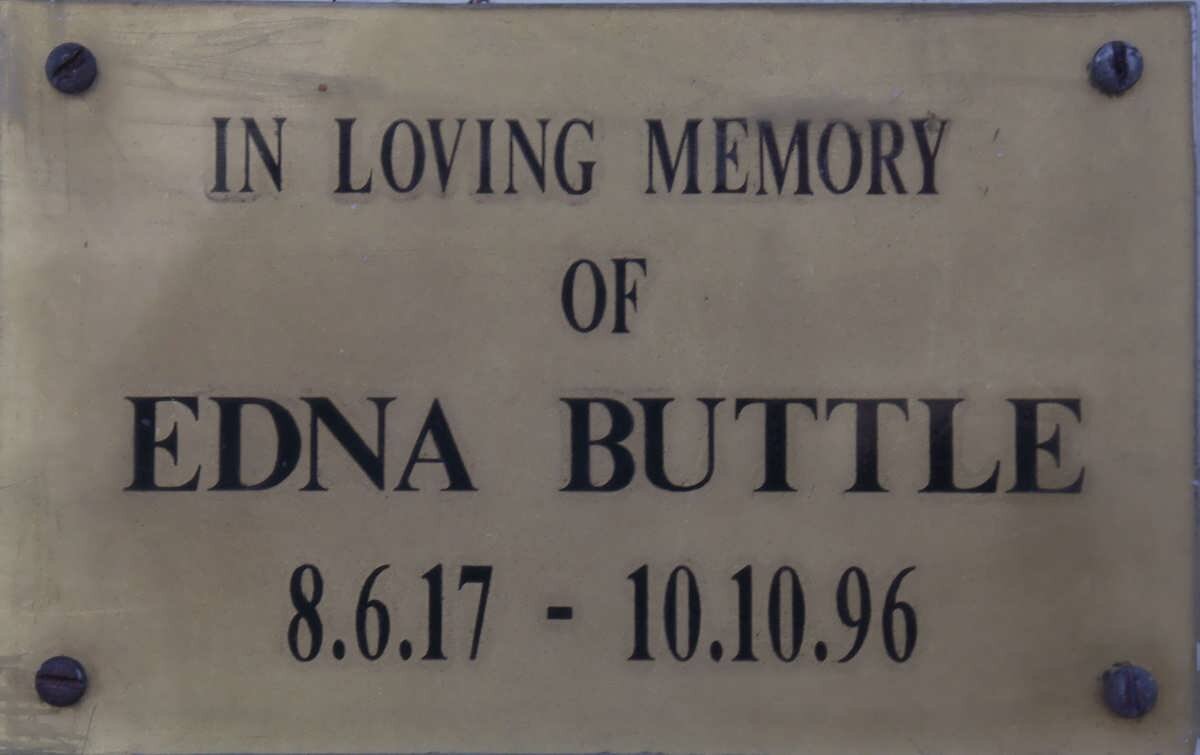 IN LOVING MEMORY
OF
EDNA BUTTLE
8.6.17 - 10.10.96